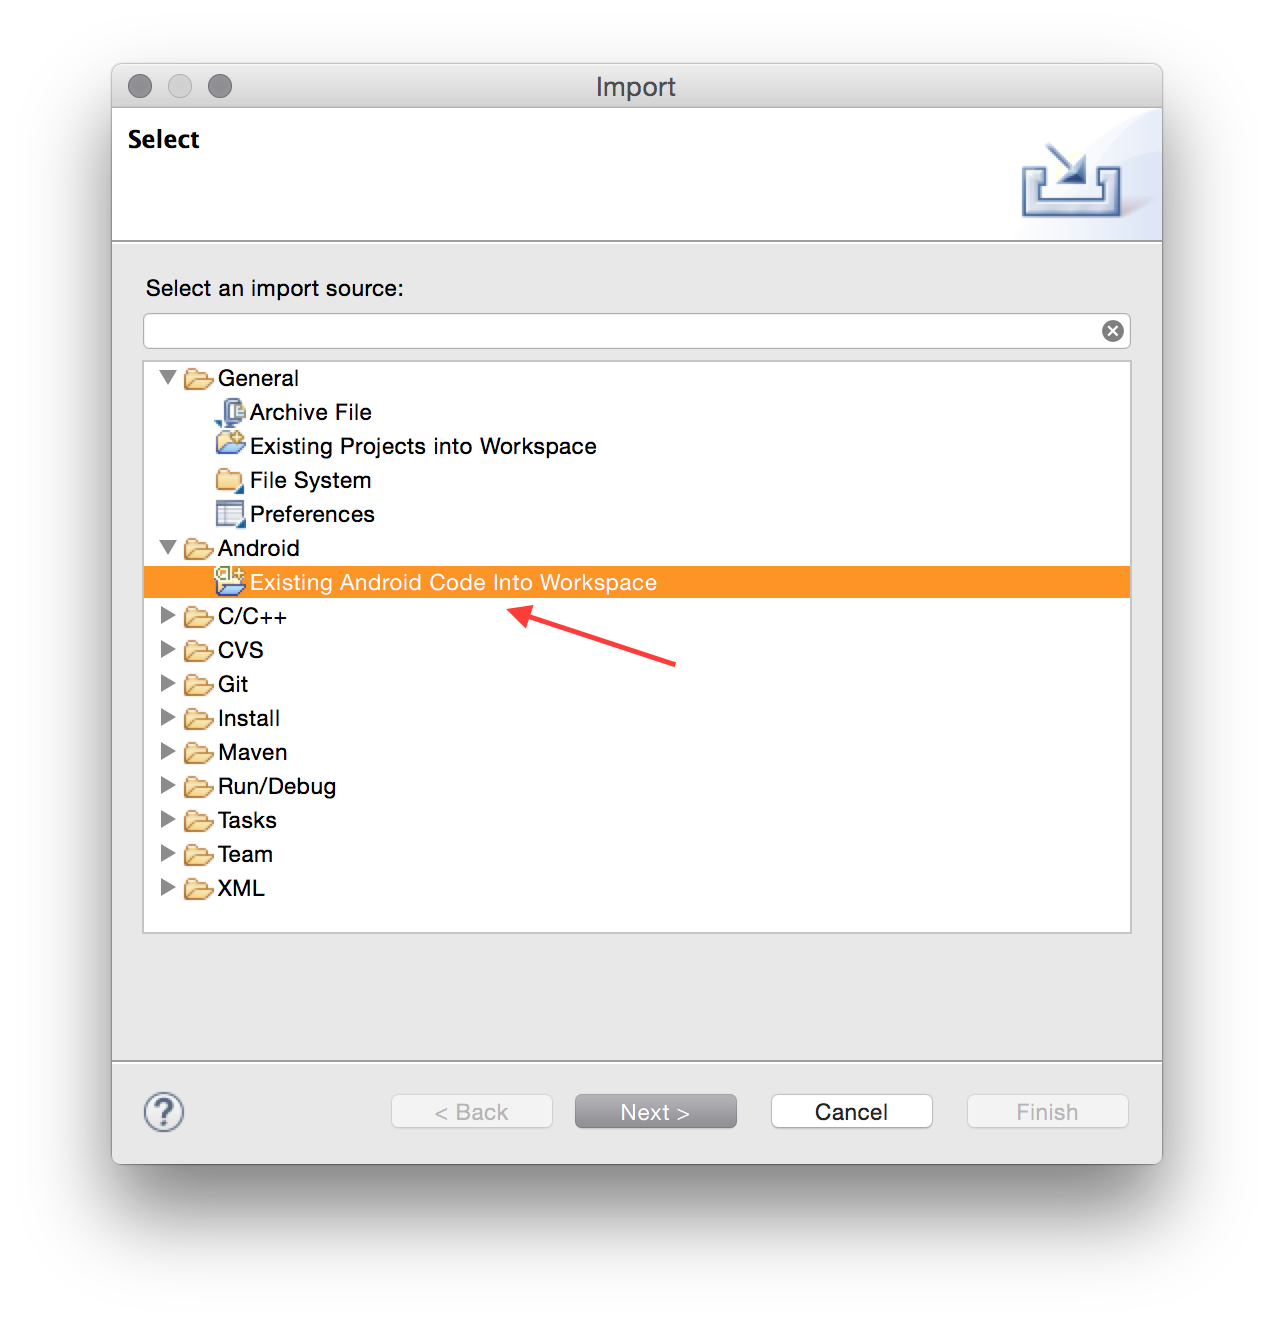 Import
Select
Select an import source:
General
Archive File
Existing Projects into Workspace
File System
Preferences
Android
Existing Android Code Into Workspace
C/C++
CVS
Git
Install
Maven
Run/Debug
Tasks
Team
XML
?
< Back
Next >
Cancel
Finish